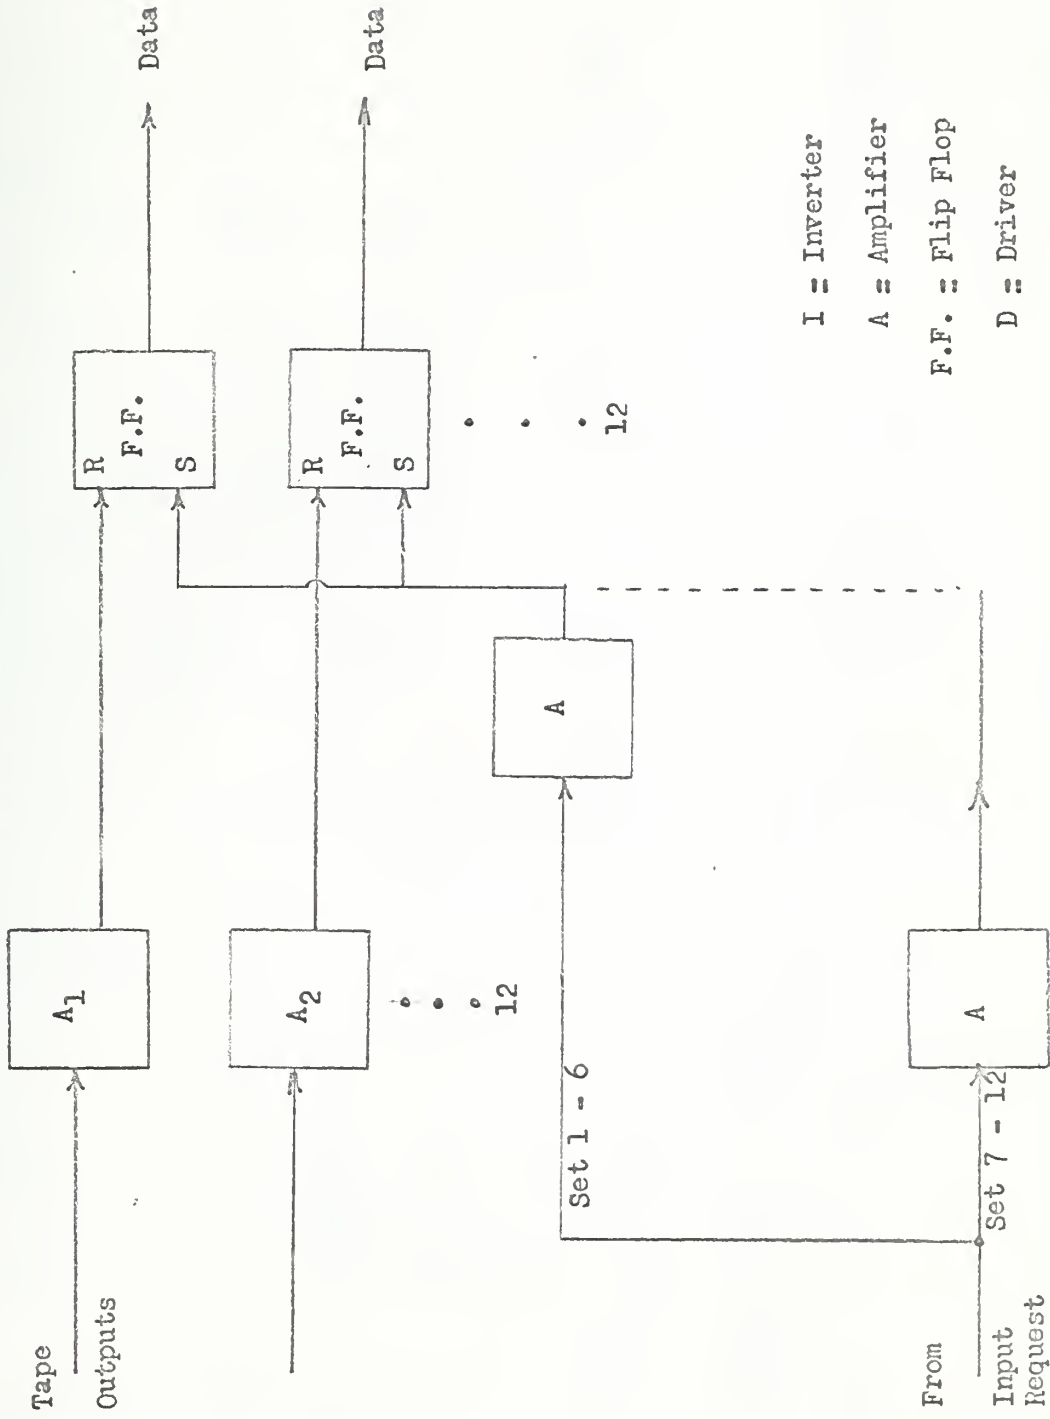 Tape
Outputs
A1
R
F.F.
S
Data
A2
R
F.F.
S
Data
12
12
Set 1 - 6
A
From
Input
Request
Set 7 - 12
A
I = Inverter
A = Amplifier
F.F. = Flip Flop
D = Driver